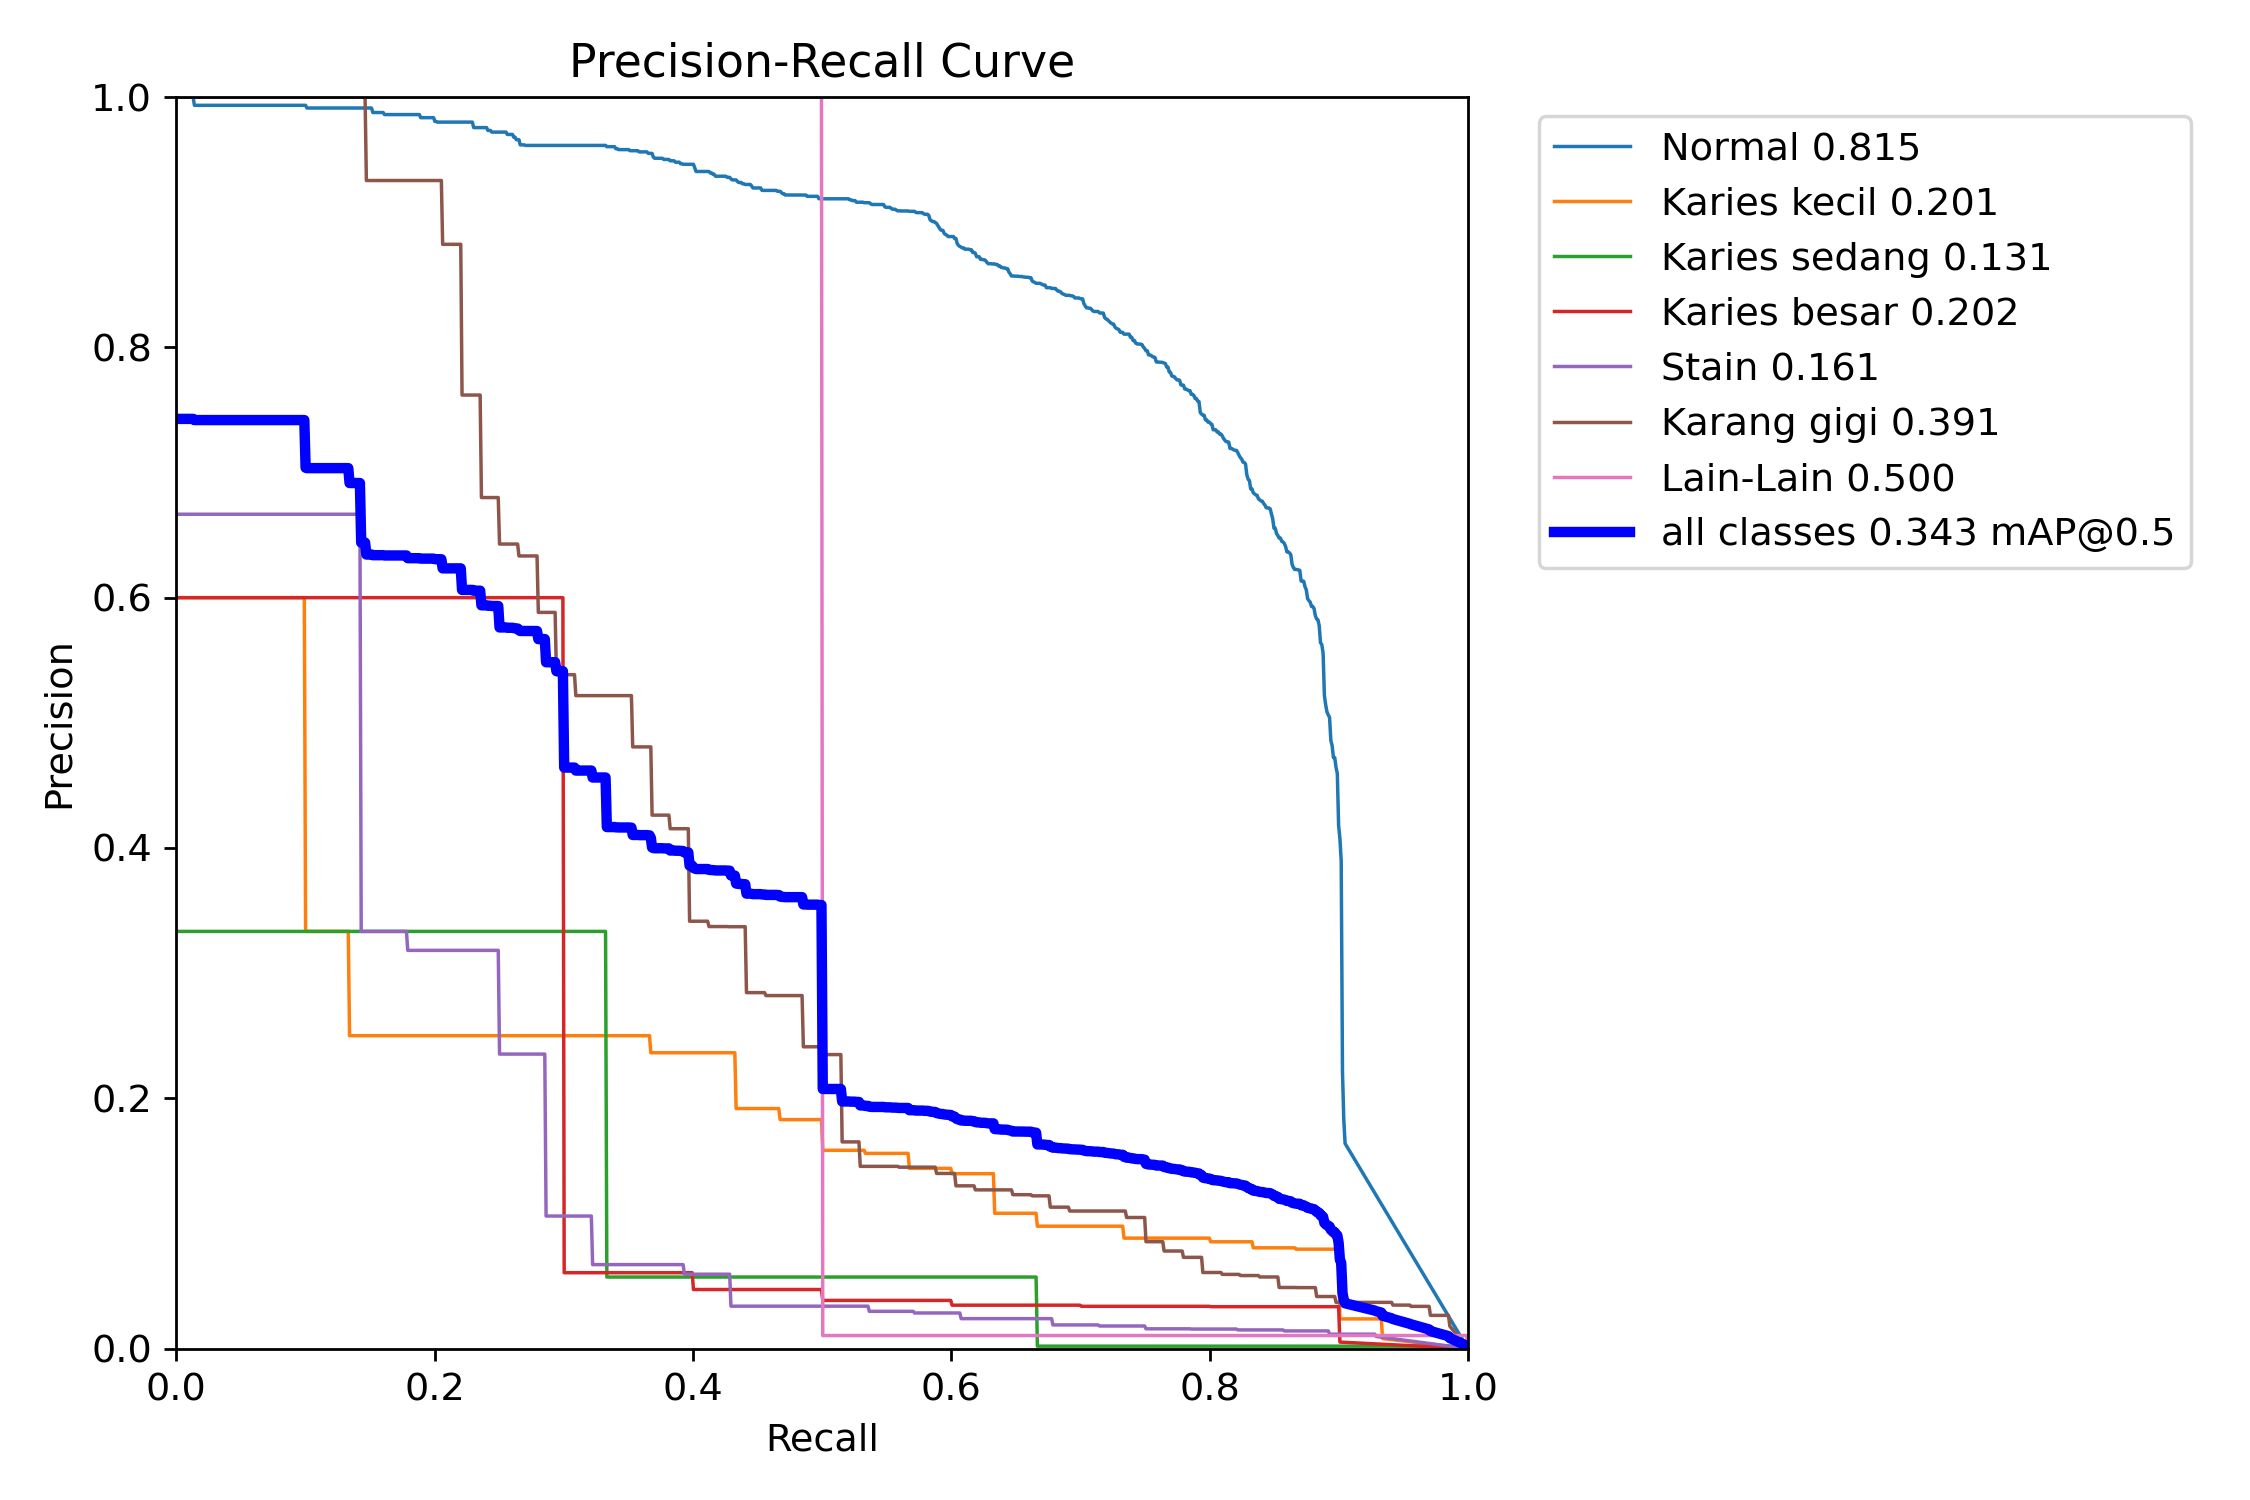 Precision-Recall Curve
1.0
0.8
0.6
0.4
0.2
0.0
Precision
0.0 0.2 0.4 0.6 0.8 1.0
Recall
Normal 0.815
Karies kecil 0.201
Karies sedang 0.131
Karies besar 0.202
Stain 0.161
Karang gigi 0.391
Lain-Lain 0.500
all classes 0.343 mAP@0.5